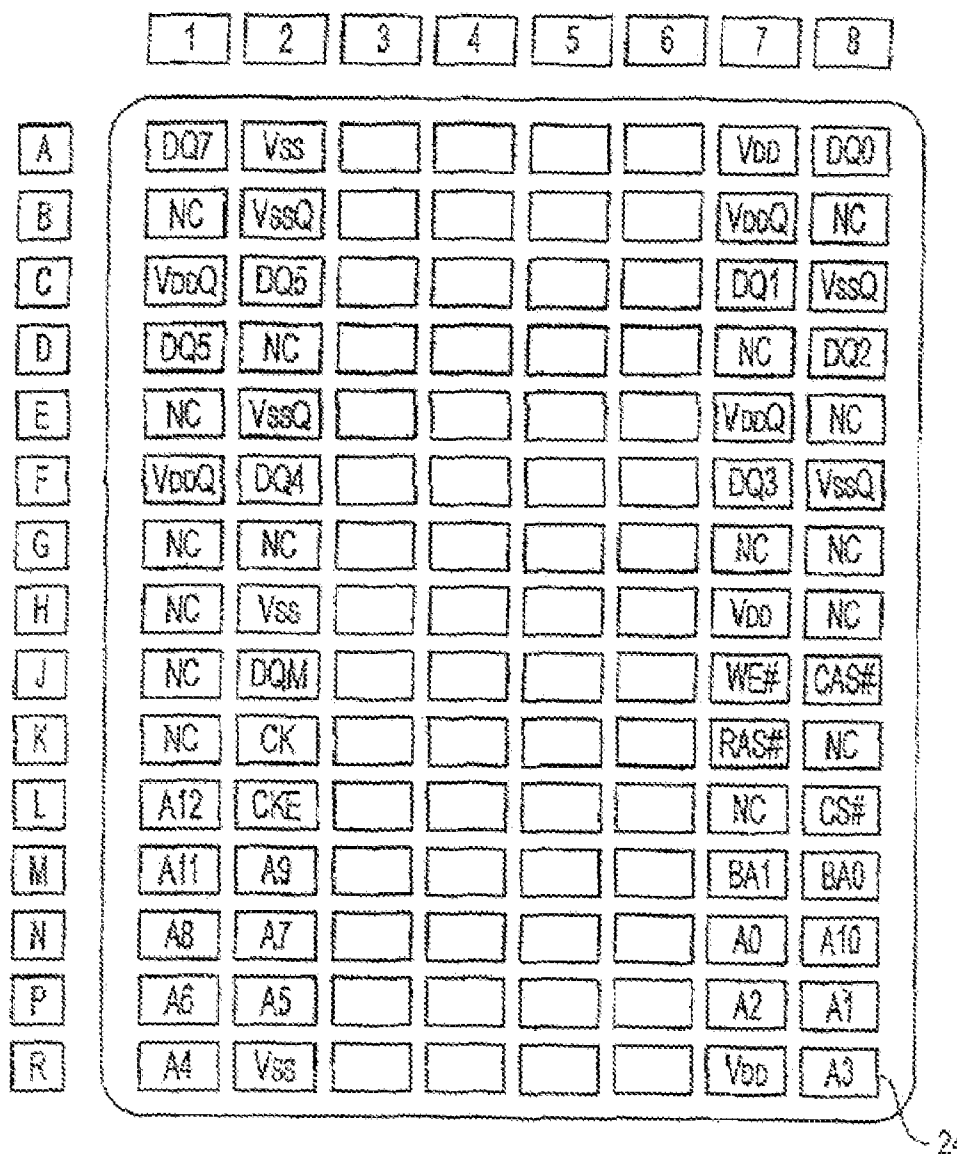 1 2 3 4 5 6 7 8
A DQ7 Vss VDD DQ0
B NC VssQ VDDQ NC
C VDDQ DQ5 DQ1 VssQ
D DQ5 NC NC DQ2
E NC VssQ VDDQ NC
F VDDQ DQ4 DQ3 VssQ
G NC NC NC NC
H NC Vss VDD NC
J NC DQM WE# CAS#
K NC CK RAS# NC
L A12 CKE NC CS#
M A11 A9 BA1 BA0
N A8 A7 A0 A10
P A6 A5 A2 A1
R A4 Vss VDD A3
24